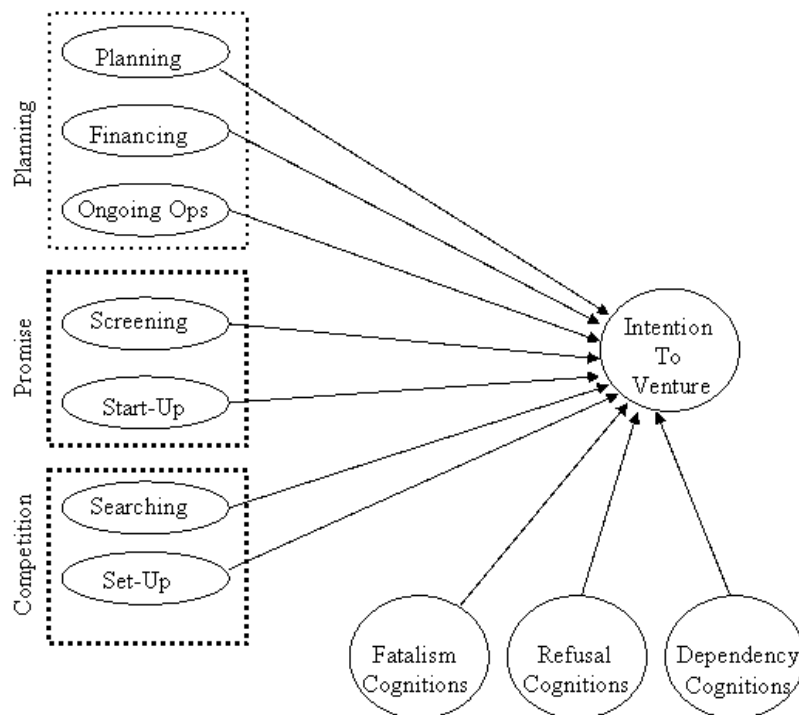 Planning
Planning
Financing
Ongoing Ops
Promise
Screening
Start-Up
Competition
Searching
Set-Up
Intention
To
Venture
Fatalism
Cognitions
Refusal
Cognitions
Dependency
Cognitions